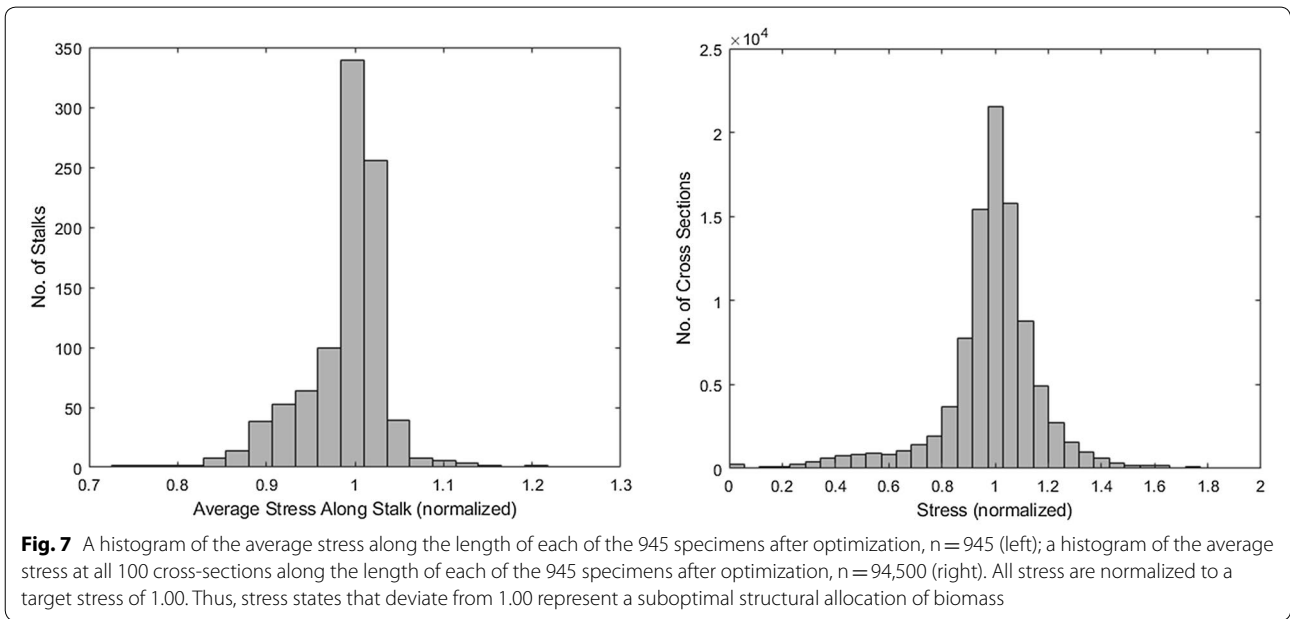 350
300
250
200
150
100
50
0
No. of Stalks
0.7 0.8 0.9 1 1.1 1.2 1.3
Average Stress Along Stalk (normalized)
×10⁴
2.5
2
1.5
1
0.5
0
No. of Cross Sections
0 0.2 0.4 0.6 0.8 1 1.2 1.4 1.6 1.8 2
Stress (normalized)
Fig. 7 A histogram of the average stress along the length of each of the 945 specimens after optimization, n = 945 (left); a histogram of the average
stress at all 100 cross-sections along the length of each of the 945 specimens after optimization, n = 94,500 (right). All stress are normalized to a
target stress of 1.00. Thus, stress states that deviate from 1.00 represent a suboptimal structural allocation of biomass